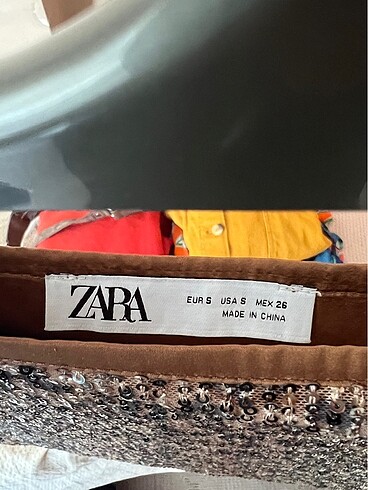 ZARA
EUR S USA S MEX 26
MADE IN CHINA